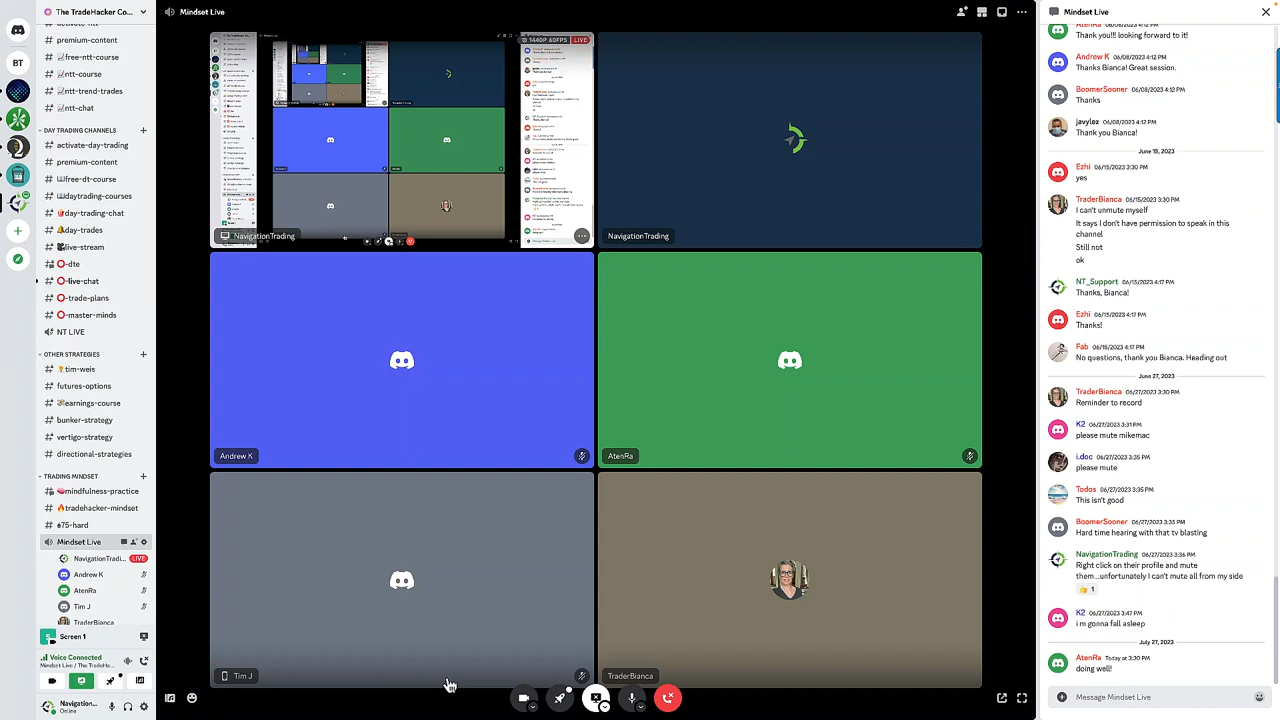 The TradeHacker Co...
premium-content
free-ntt-course
ntt-course
ntt-trend-trades
ntt-chat
DAY TRADING CHANNELS
activate-day-trading
premium-content
free-dt-course
daytrading-courses
day-trading-chat
day-trades
live-stream
-dte
-live-chat
-trade-plans
-master-minds
NT LIVE
OTHER STRATEGIES
tim-weis
futures-options
earnings-course
bunker-strategy
vertigo-strategy
directional-strategies
TRADING MINDSET
mindfulness-practice
tradehacker-mindset
75-hard
Mindset Live
NavigationTradi... LIVE
Andrew K
AtenRa
Tim J
TraderBianca
Screen 1
Voice Connected
Mindset Live / The TradeHa...
Navigation...
Online
BT
Mindset Live
1440P 60FPS LIVE
NavigationTrading
NavigationTrading
Andrew K
AtenRa
Tim J
TraderBianca
Mindset Live
AtenRa 06/08/2023 4:12 PM
Thank you!!! looking forward to it!
Andrew K 06/08/2023 4:12 PM
Thanks Bianca! Great session.
BoomerSooner 06/08/2023 4:12 PM
Thanks
javylez 06/08/2023 4:12 PM
Thank you Bianca!
June 15, 2023
Ezhi 06/15/2023 3:30 PM
yes
TraderBianca 06/15/2023 3:30 PM
I can't unmute myself
It says I don't have permission to speak in this
channel
Still not
ok
NT_Support 06/15/2023 4:17 PM
Thanks, Bianca!
Ezhi 06/15/2023 4:17 PM
Thanks!
Fab 06/15/2023 4:17 PM
No questions, thank you Bianca. Heading out
June 27, 2023
TraderBianca 06/27/2023 3:30 PM
Reminder to record
K2 06/27/2023 3:31 PM
please mute mikemac
i.doc 06/27/2023 3:35 PM
please mute
Todos 06/27/2023 3:35 PM
This isn't good
BoomerSooner 06/27/2023 3:35 PM
Hard time hearing with that tv blasting
NavigationTrading 06/27/2023 3:36 PM
Right click on their profile and mute
them...unfortunately I can't mute all from my side
1
K2 06/27/2023 3:47 PM
i m gonna fall asleep
July 27, 2023
AtenRa Today at 3:30 PM
doing well!
Message Mindset Live